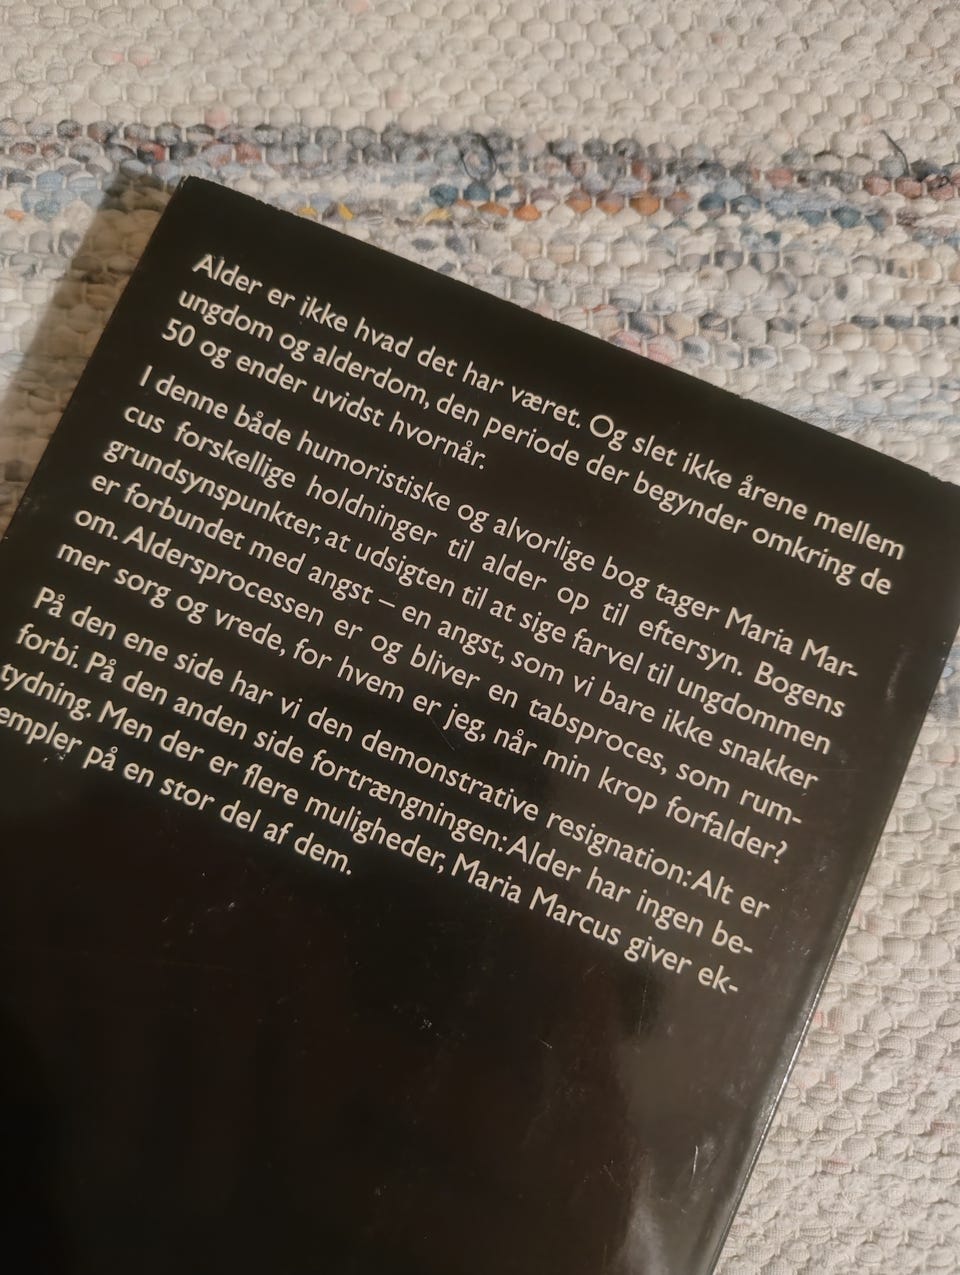 Alder er ikke hvad det har været. Og slet ikke årene mellem
ungdom og alderdom, den periode der begynder omkring de
50 og ender uvidst hvornår.
I denne både humoristiske og alvorlige bog tager Maria Mar-
cus forskellige holdninger til alder op til eftersyn. Bogens
grundsynspunkter, at udsigten til at sige farvel til ungdommen
er forbundet med angst – en angst, som vi bare ikke snakker
om. Aldersprocessen er og bliver en tabsproces, som rum-
mer sorg og vrede, for hvem er jeg, når min krop forfalder?
På den ene side har vi den demonstrative resignation: Alt er
forbi. På den anden side fortrængningen: Alder har ingen be-
tydning. Men der er flere muligheder, Maria Marcus giver ek-
empler på en stor del af dem.